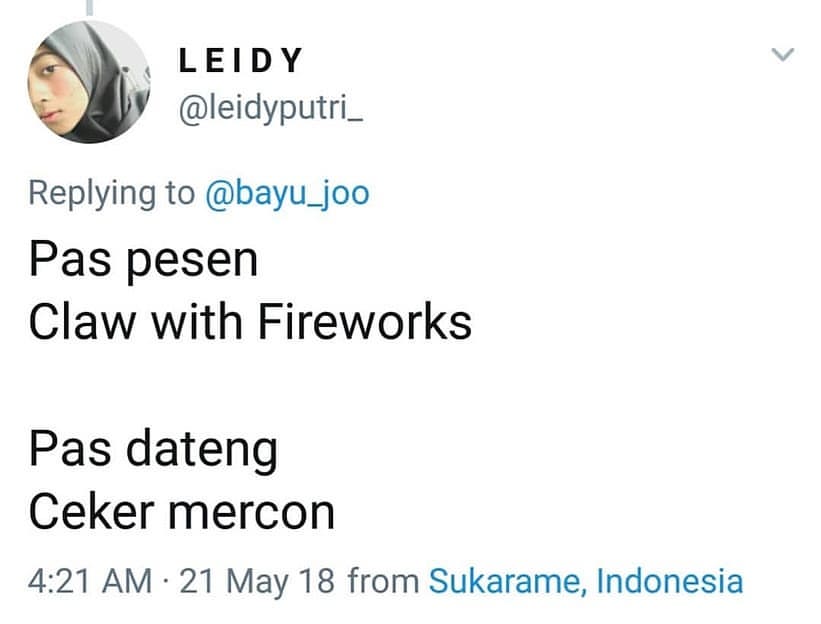 LEIDY
@leidyputri_
Replying to @bayu_joo
Pas pesen
Claw with Fireworks
Pas dateng
Ceker mercon
4:21 AM · 21 May 18 from Sukarame, Indonesia